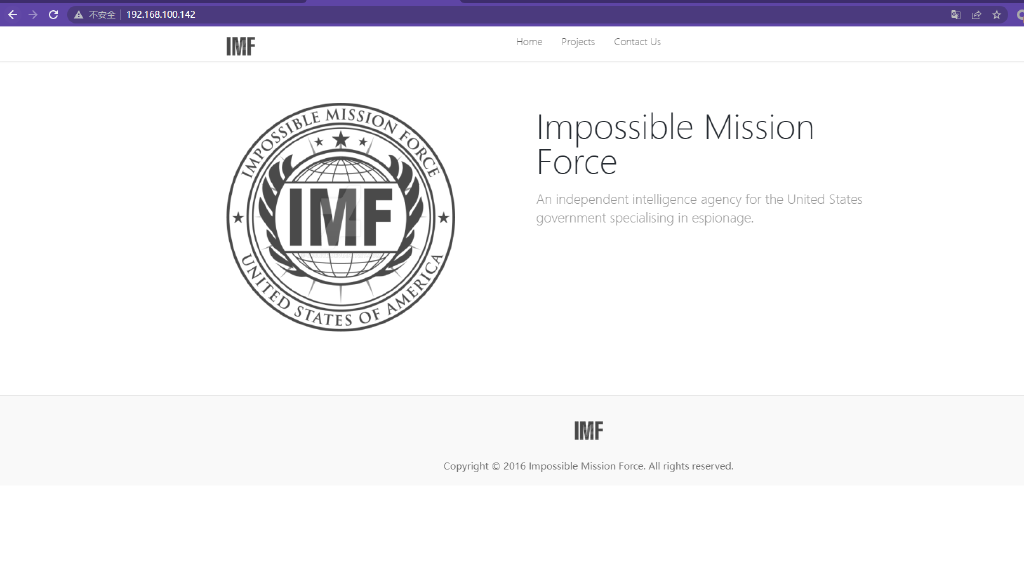 不安全 192.168.100.142
IMF
Home Projects Contact Us
IMPOSSIBLE MISSION FORCE
IMF
UNITED STATES OF AMERICA
Impossible Mission
Force
An independent intelligence agency for the United States
government specialising in espionage.
IMF
Copyright © 2016 Impossible Mission Force. All rights reserved.